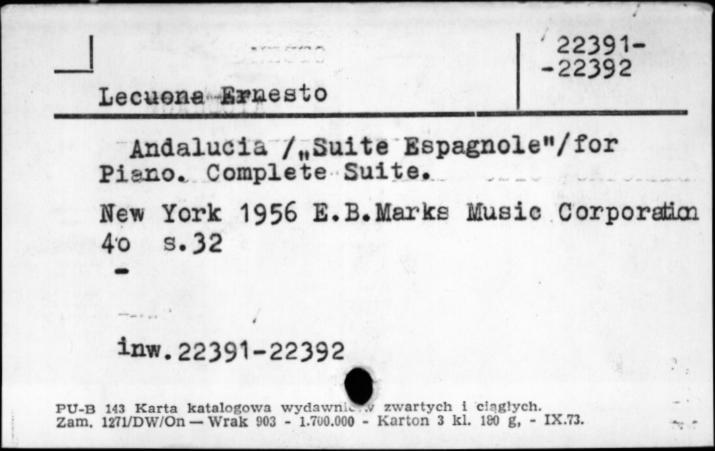 22391-
-22392
Lecuona Ernesto
Andalucia /„Suite Espagnole"/for
Piano. Complete Suite.
New York 1956 E.B.Marks Music Corporation
4o s.32
inw.22391-22392
PU-B 143 Karta katalogowa zwartych i ciągłych.
Zam. 1271/DW/On — Wrak 903 - 1.700.000 - Karton 3 kl. 180 g, - IX.73.